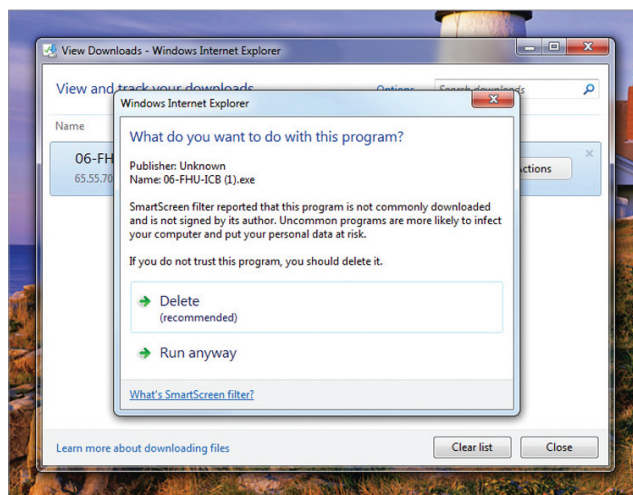 View Downloads - Windows Internet Explorer
View and track your downloads
Options
Search downloads
Windows Internet Explorer
Name
What do you want to do with this program?
Publisher: Unknown
Name: 06-FHU-ICB (1).exe
06-FH
65.55.70
Actions
SmartScreen filter reported that this program is not commonly downloaded
and is not signed by its author. Uncommon programs are more likely to infect
your computer and put your personal data at risk.
If you do not trust this program, you should delete it.
Delete
(recommended)
Run anyway
What's SmartScreen filter?
Learn more about downloading files
Clear list
Close